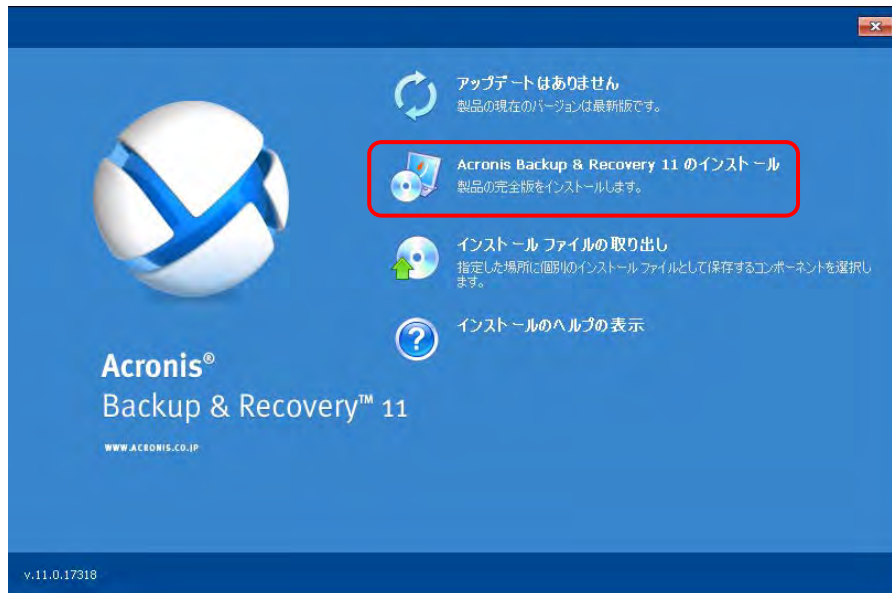 アップデートはありません
製品の現在のバージョンは最新版です。
Acronis Backup & Recovery 11 のインストール
製品の完全版をインストールします。
インストール ファイルの取り出し
指定した場所に個別のインストール ファイルとして保存するコンポーネントを選択し
ます。
インストールのヘルプの表示
Acronis®
Backup & Recovery™ 11
WWW.ACRONIS.CO.JP
v.11.0.17318